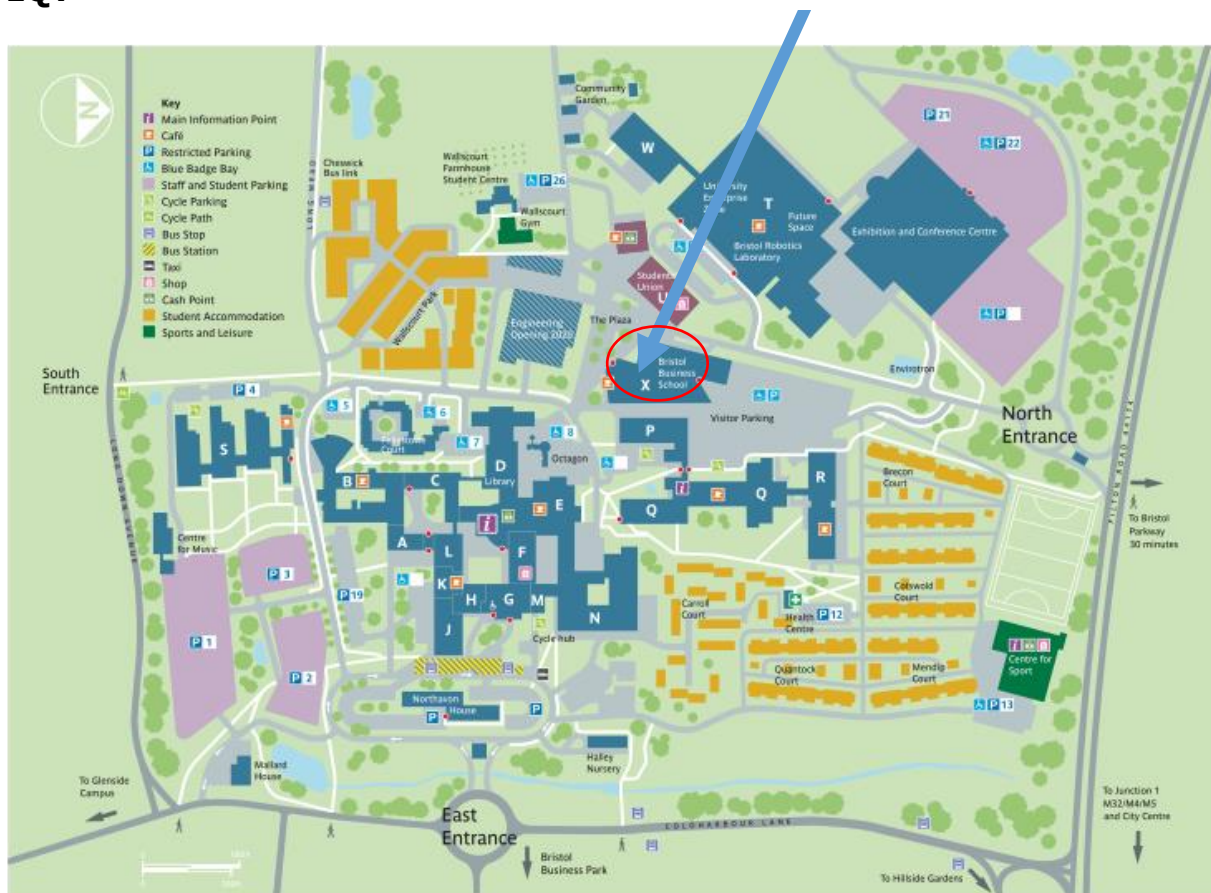 N
Key
Main Information Point
Café
Restricted Parking
Blue Badge Bay
Staff and Student Parking
Cycle Parking
Cycle Path
Bus Stop
Bus Station
Taxi
Shop
Cash Point
Student Accommodation
Sports and Leisure
Community
Garden
W
P 21
P 22
Cheswick
Bus link
LONG MEAD
Wallscourt
Farmhouse
Student Centre
P 26
Wallscourt
Gym
University
Enterprise
Zone
T
Future
Space
Bristol Robotics
Laboratory
Exhibition and Conference Centre
Students
Union
U
Wallscourt Park
Engineering
Opening 2020
The Plaza
P
Bristol
Business
School
X
Envirotron
South
Entrance
P 4
5
6
7
8
P
Visitor Parking
North
Entrance
S
Court
D
Library
Octagon
P
B
C
E
Q
Q
R
Brecon
Court
To Bristol
Parkway
30 minutes
LONG DOWN AVENUE
Centre
for Music
A
L
F
P 3
P 19
K
H
G
M
N
J
Cycle hub
Carroll
Court
Health
Centre
P 12
Cotswold
Court
P 1
P 2
Quantock
Court
Mendip
Court
Centre for
Sport
P 13
Northavon
House
P
P
Mallard
House
Halley
Nursery
To Glenside
Campus
East
Entrance
COLDHARBOUR LANE
To Junction 1
M32/M4/M5
and City Centre
Bristol
Business Park
To Hillside Gardens